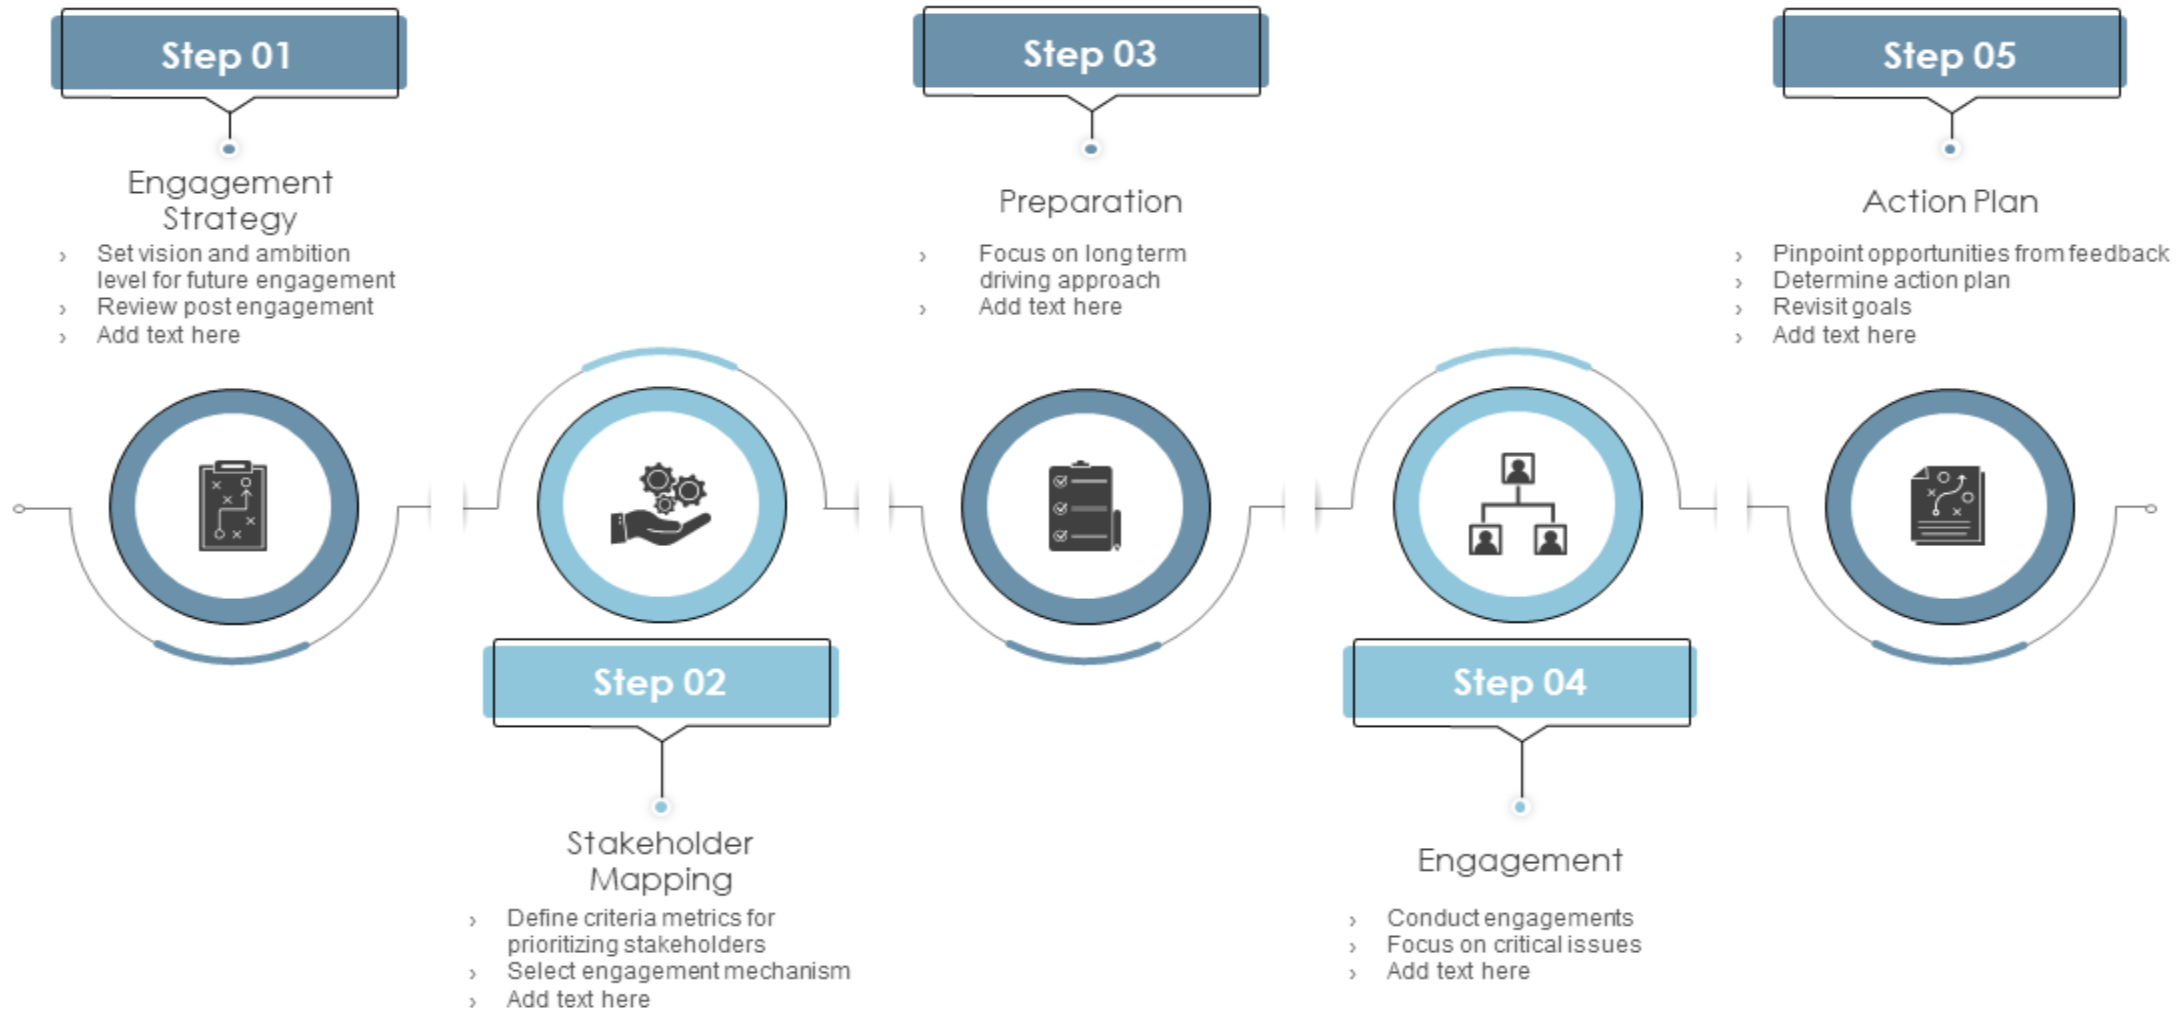 Step 01
Engagement
Strategy
› Set vision and ambition
level for future engagement
› Review post engagement
› Add text here
Step 02
Stakeholder
Mapping
› Define criteria metrics for
prioritizing stakeholders
› Select engagement mechanism
› Add text here
Step 03
Preparation
› Focus on long term
driving approach
› Add text here
Step 04
Engagement
› Conduct engagements
› Focus on critical issues
› Add text here
Step 05
Action Plan
› Pinpoint opportunities from feedback
› Determine action plan
› Revisit goals
› Add text here